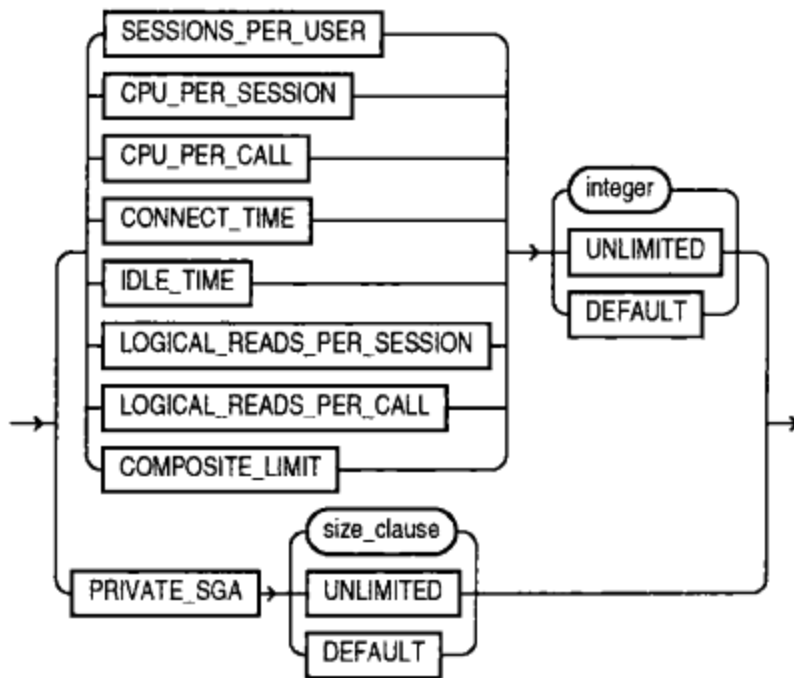 SESSIONS_PER_USER
CPU_PER_SESSION
CPU_PER_CALL
CONNECT_TIME
IDLE_TIME
LOGICAL_READS_PER_SESSION
LOGICAL_READS_PER_CALL
COMPOSITE_LIMIT
integer
UNLIMITED
DEFAULT
PRIVATE_SGA
size_clause
UNLIMITED
DEFAULT